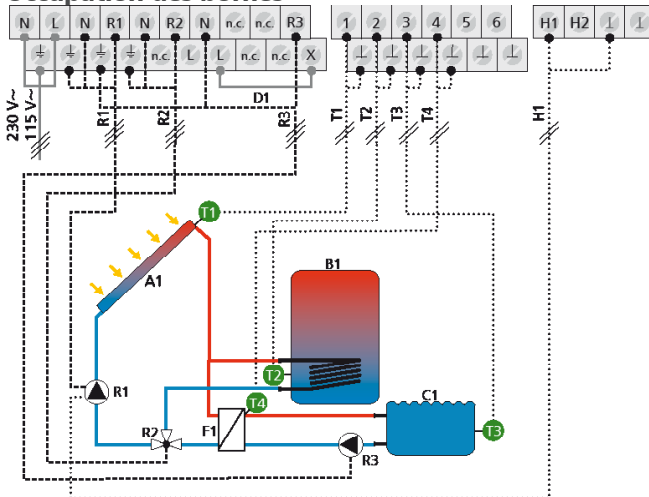 N L N R1 N R2 N n.c. n.c. R3
n.c. L L n.c. n.c. X
1 2 3 4 5 6
H1 H2
230 V~
115 V~
R1
R2
D1
R3
T1
T2
T3
T4
H1
T1
A1
B1
T2
R1
T4
C1
R2
F1
R3
T3